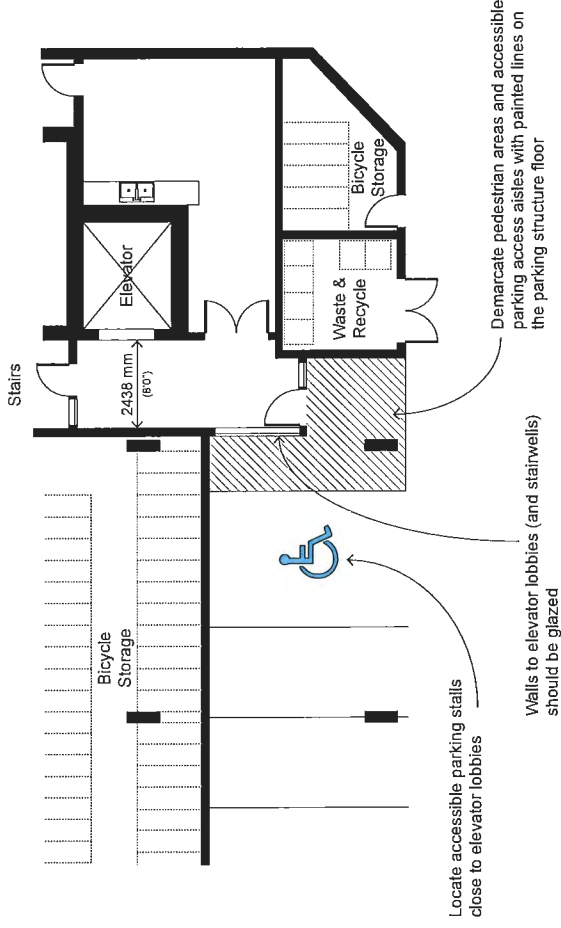 Stairs
2438 mm
(8'0")
Elevator
Bicycle
Storage
Waste &
Recycle
Bicycle
Storage
Demarcate pedestrian areas and accessible
parking access aisles with painted lines on
the parking structure floor
Walls to elevator lobbies (and stairwells)
should be glazed
Locate accessible parking stalls
close to elevator lobbies